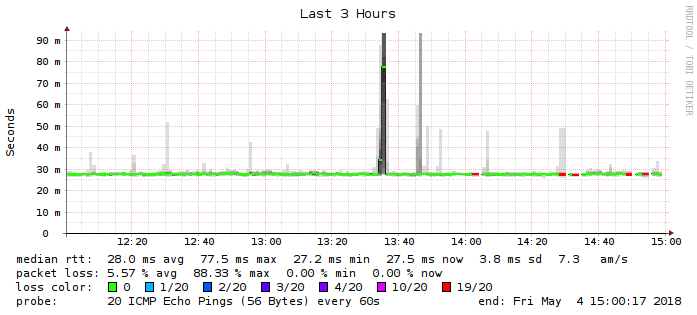 Last 3 Hours
RRDTOOL / TOBI OETIKER
Seconds
90 m
80 m
70 m
60 m
50 m
40 m
30 m
20 m
10 m
0
12:20 12:40 13:00 13:20 13:40 14:00 14:20 14:40 15:00
median rtt: 28.0 ms avg 77.5 ms max 27.2 ms min 27.5 ms now 3.8 ms sd 7.3 am/s
packet loss: 5.57 % avg 88.33 % max 0.00 % min 0.00 % now
loss color: 0 1/20 2/20 3/20 4/20 10/20 19/20
probe: 20 ICMP Echo Pings (56 Bytes) every 60s end: Fri May 4 15:00:17 2018